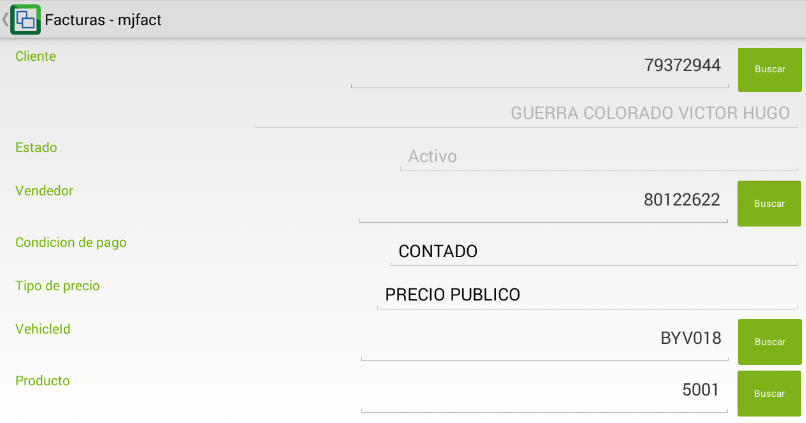 Facturas - mjfact
Cliente
79372944
Buscar
GUERRA COLORADO VICTOR HUGO
Estado
Activo
Vendedor
80122622
Buscar
Condicion de pago
CONTADO
Tipo de precio
PRECIO PUBLICO
VehicleId
BYV018
Buscar
Producto
5001
Buscar